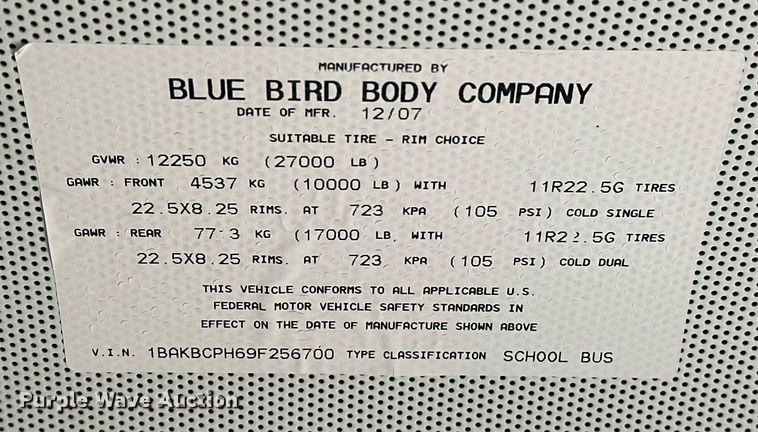 MANUFACTURED BY
BLUE BIRD BODY COMPANY
DATE OF MFR. 12/07
SUITABLE TIRE - RIM CHOICE
GVWR : 12250 KG (27000 LB)
GAWR : FRONT 4537 KG (10000 LB) WITH 11R22.5G TIRES
22.5X8.25 RIMS. AT 723 KPA (105 PSI) COLD SINGLE
GAWR : REAR KG (17000 LB, WITH 11R22.5G TIRES
22.5X8.25 RIMS. AT 723 KPA (105 PSI) COLD DUAL
THIS VEHICLE CONFORMS TO ALL APPLICABLE U.S.
FEDERAL MOTOR VEHICLE SAFETY STANDARDS IN
EFFECT ON THE DATE OF MANUFACTURE SHOWN ABOVE
V.I.N. 1BAKBCPH69F256700 TYPE CLASSIFICATION SCHOOL BUS
Purple Wave Auction